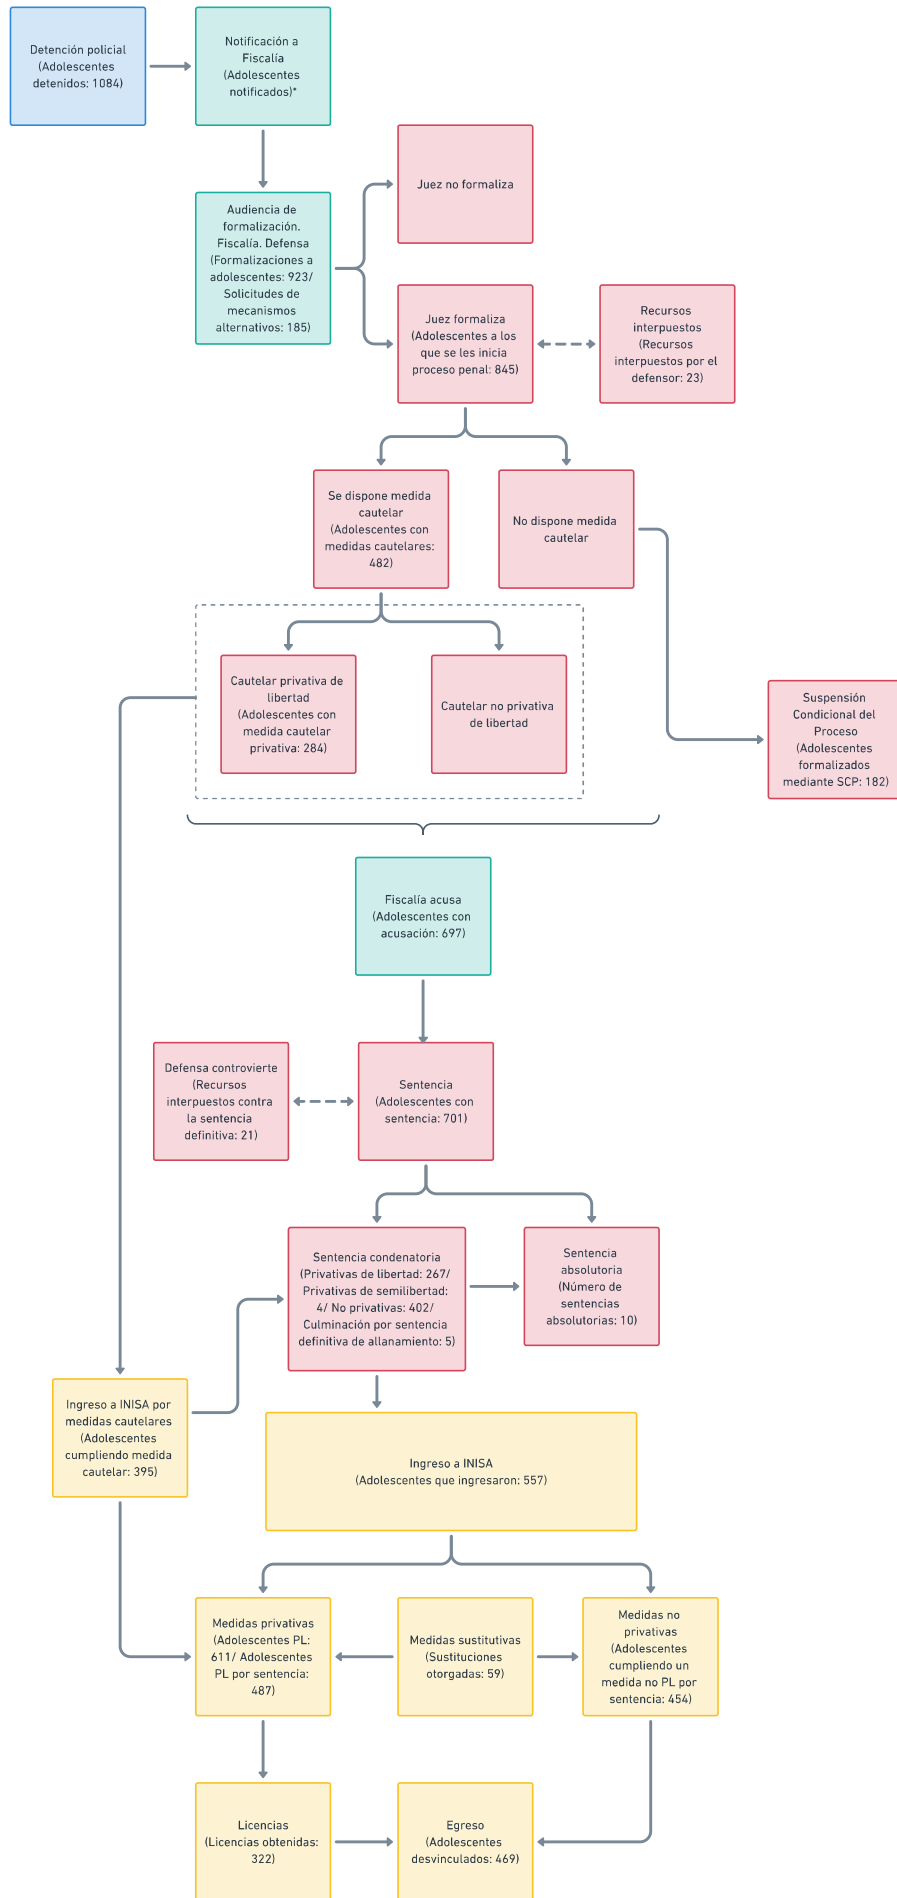 Detención policial
(Adolescentes
detenidos: 1084)
Notificación a
Fiscalía
(Adolescentes
notificados)*
Juez no formaliza
Audiencia de
formalización.
Fiscalía. Defensa
(Formalizaciones a
adolescentes: 923/
Solicitudes de
mecanismos
alternativos: 185)
Juez formaliza
(Adolescentes a los
que se les inicia
proceso penal: 845)
Recursos
interpuestos
(Recursos
interpuestos por el
defensor: 23)
Se dispone medida
cautelar
(Adolescentes con
medidas cautelares:
482)
No dispone medida
cautelar
Cautelar privativa de
libertad
(Adolescentes con
medida cautelar
privativa: 284)
Cautelar no privativa
de libertad
Suspensión
Condicional del
Proceso
(Adolescentes
formalizados
mediante SCP: 182)
Fiscalía acusa
(Adolescentes con
acusación: 697)
Defensa controvierte
(Recursos
interpuestos contra
la sentencia
definitiva: 21)
Sentencia
(Adolescentes con
sentencia: 701)
Sentencia condenatoria
(Privativas de libertad: 267/
Privativas de semilibertad:
4/ No privativas: 402/
Culminación por sentencia
definitiva de allanamiento: 5)
Sentencia
absolutoria
(Número de
sentencias
absolutorias: 10)
Ingreso a INISA por
medidas cautelares
(Adolescentes
cumpliendo medida
cautelar: 395)
Ingreso a INISA
(Adolescentes que ingresaron: 557)
Medidas privativas
(Adolescentes PL:
611/ Adolescentes
PL por sentencia:
487)
Medidas sustitutivas
(Sustituciones
otorgadas: 59)
Medidas no
privativas
(Adolescentes
cumpliendo un
medida no PL por
sentencia: 454)
Licencias
(Licencias obtenidas:
322)
Egreso
(Adolescentes
desvinculados: 469)